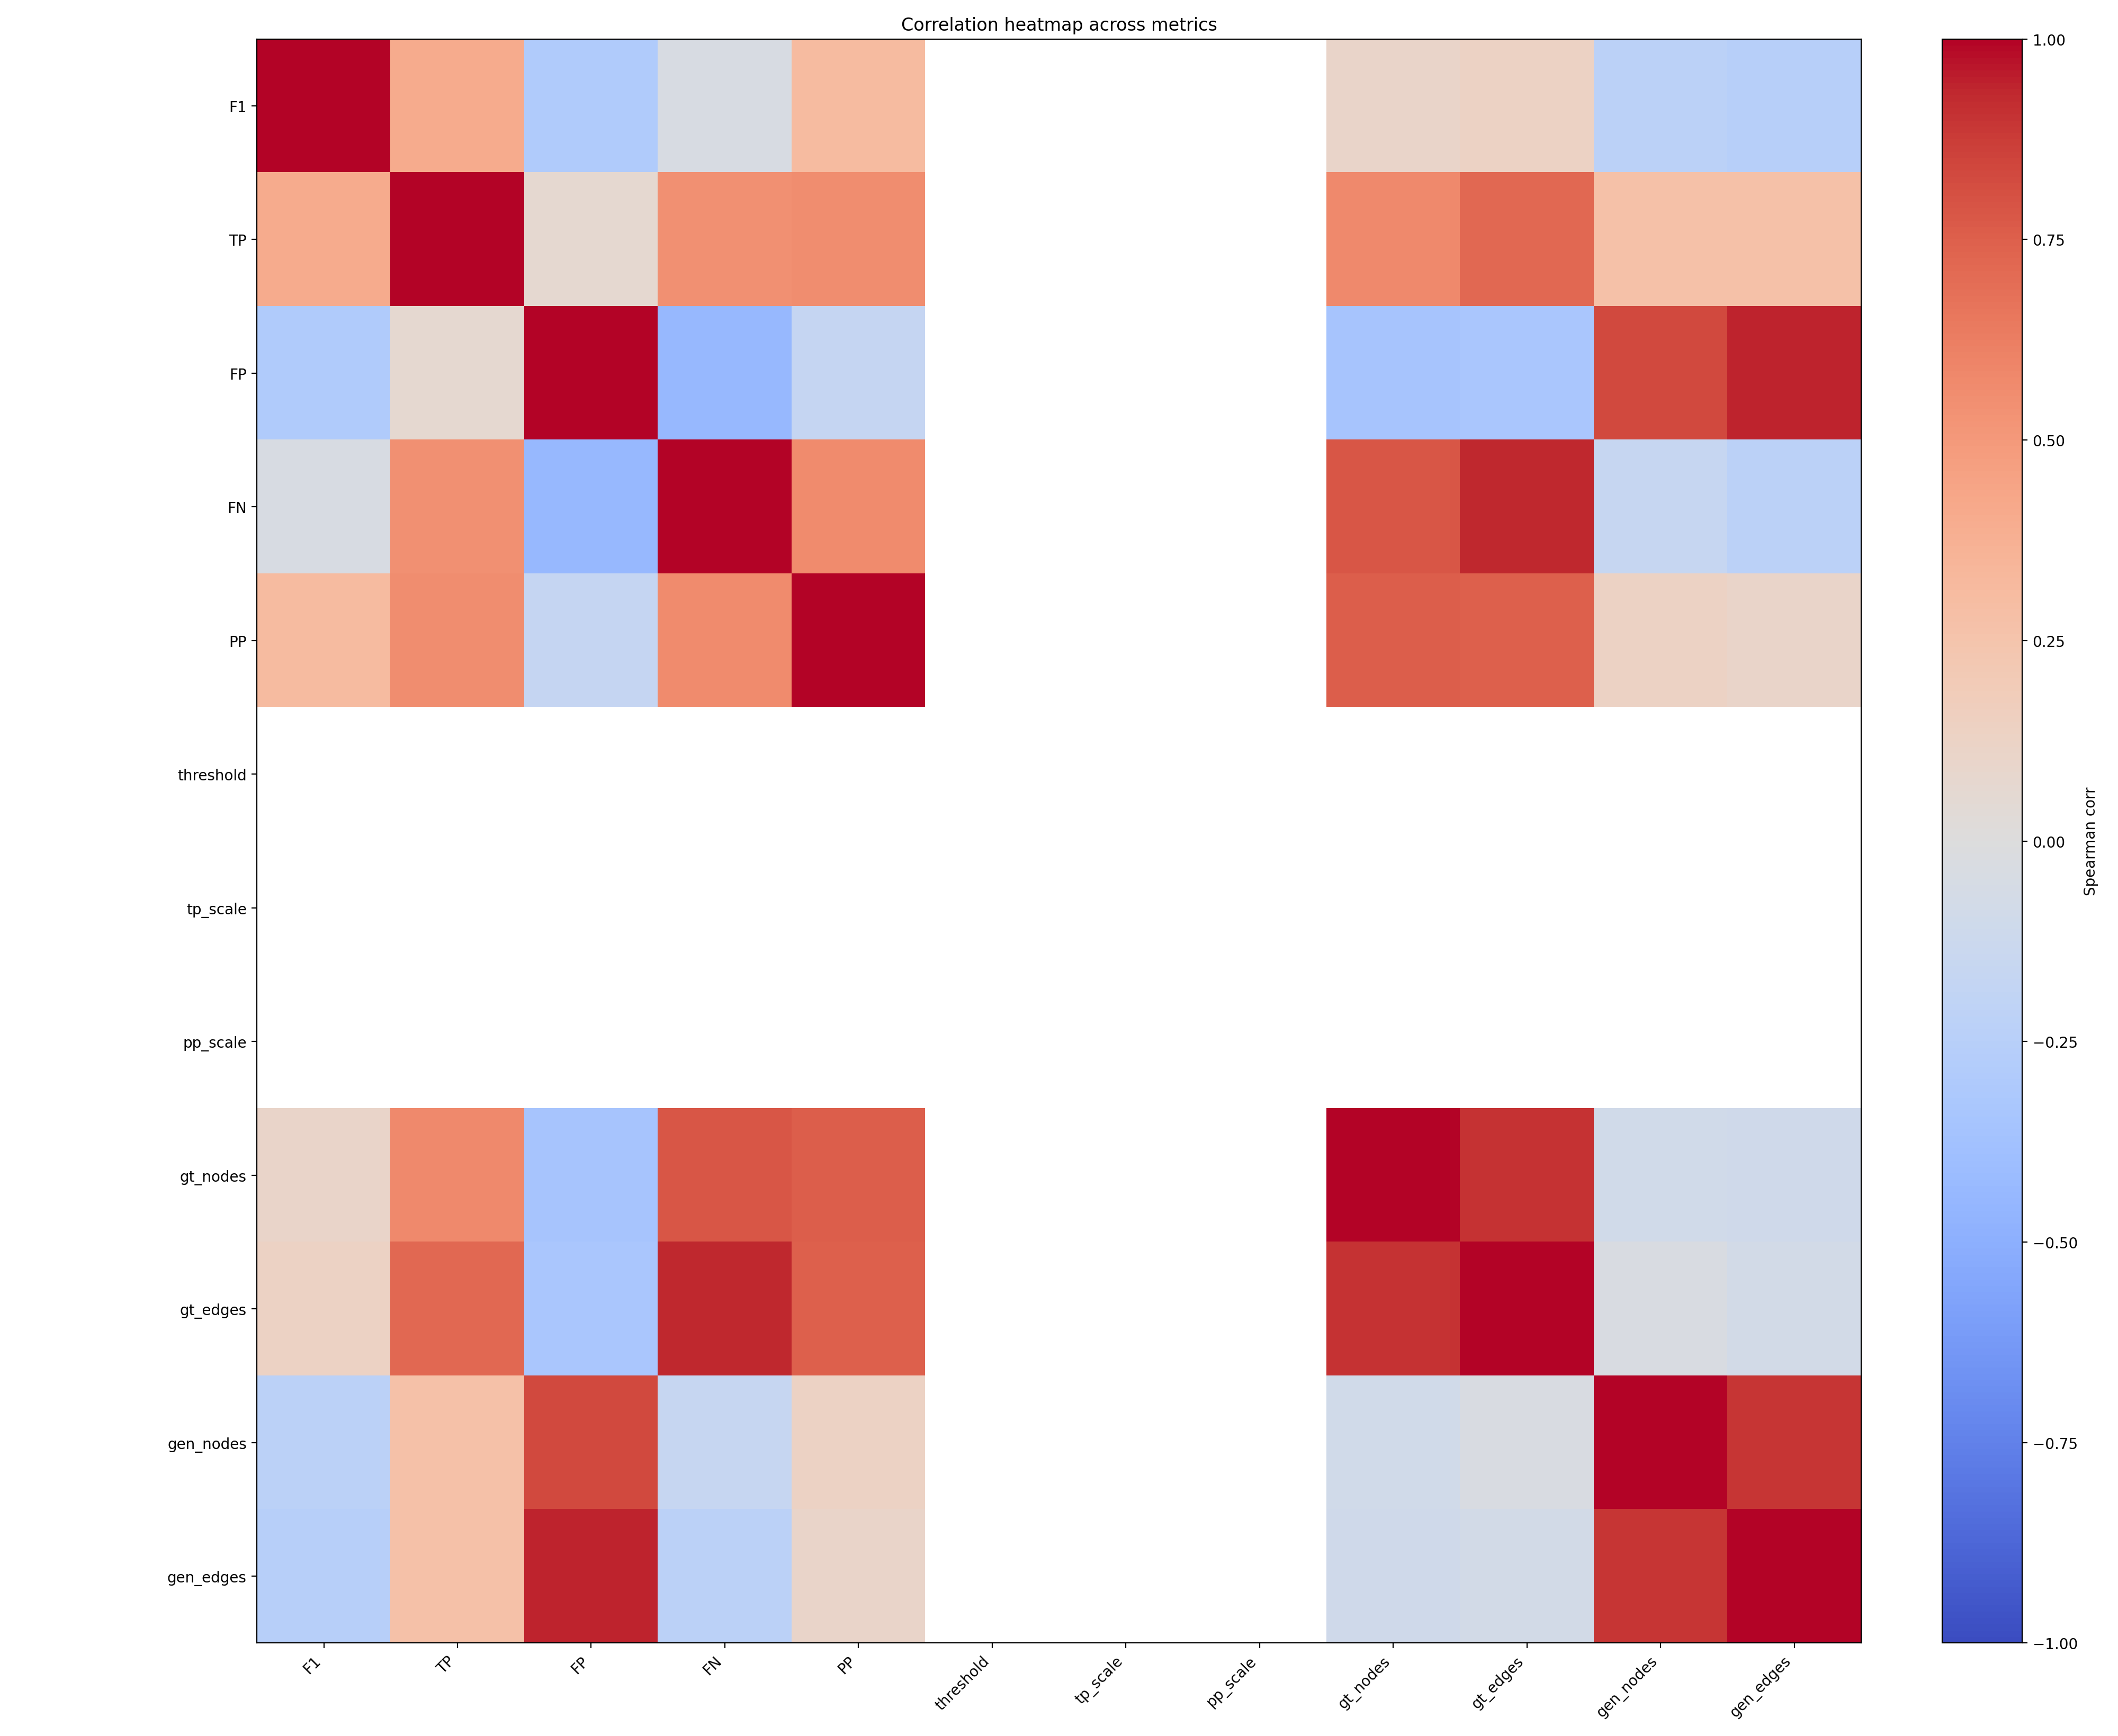 Correlation heatmap across metrics
F1
TP
FP
FN
PP
threshold
tp_scale
pp_scale
gt_nodes
gt_edges
gen_nodes
gen_edges
F1
TP
FP
FN
PP
threshold
tp_scale
pp_scale
gt_nodes
gt_edges
gen_nodes
gen_edges
1.00
0.75
0.50
0.25
0.00
−0.25
−0.50
−0.75
−1.00
Spearman corr